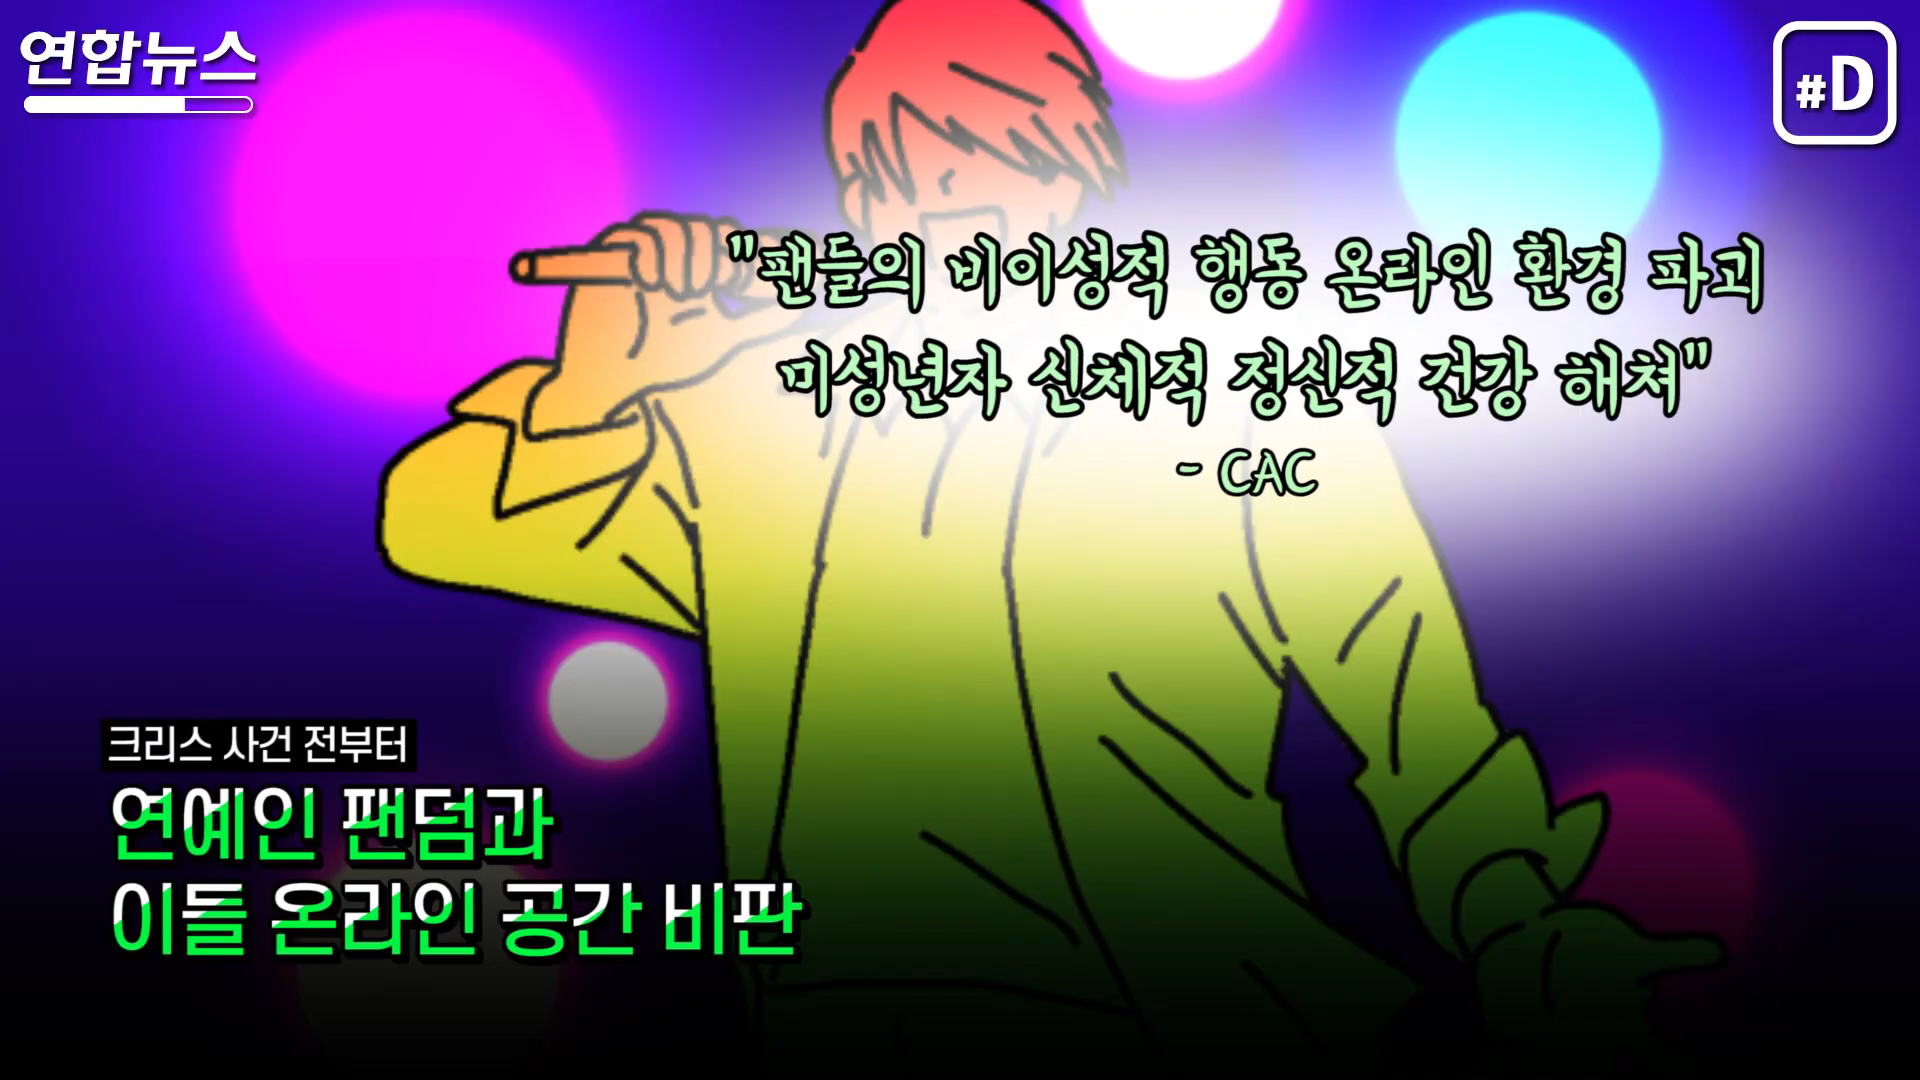 연합뉴스
#D
"팬들의 비이성적 행동 온라인 환경 파괴
미성년자 신체적 정신적 건강 해쳐"
- CAC
크리스 사건 전부터
연예인 팬덤과
이들 온라인 공간 비판